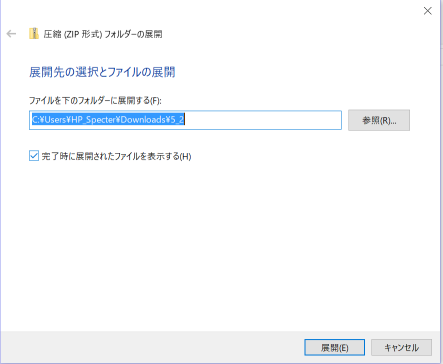 圧縮 (ZIP 形式) フォルダーの展開
展開先の選択とファイルの展開
ファイルを下のフォルダーに展開する(F):
C:¥Users¥HP_Specter¥Downloads¥5_2
参照(R)...
完了時に展開されたファイルを表示する(H)
展開(E)
キャンセル